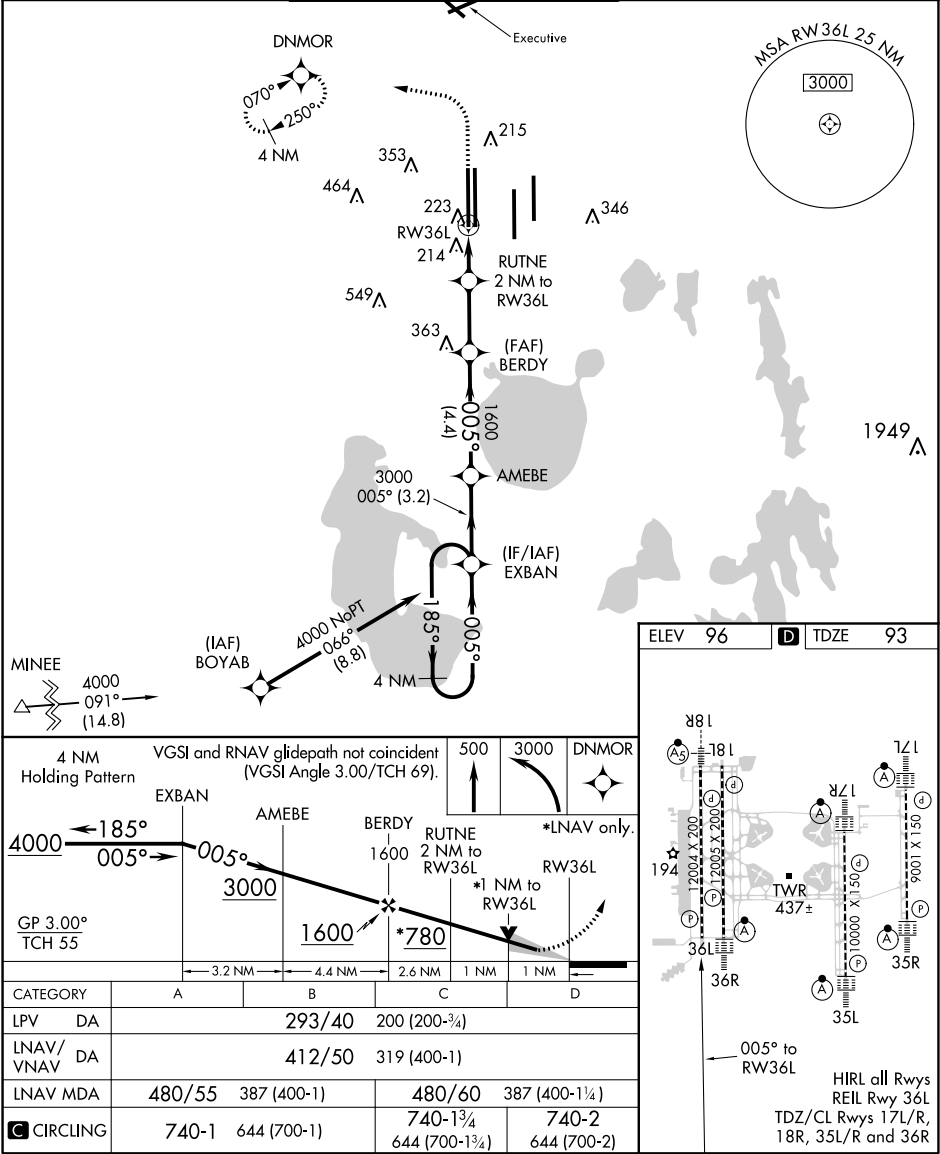 Executive
DNMOR
070°
250°
4 NM
MSA RW36L 25 NM
3000
215
353
464
223
RW36L
214
346
RUTNE
2 NM to
RW36L
549
363
(FAF)
BERDY
1600
005°
(4.4)
1949
AMEBE
3000
005° (3.2)
(IF/IAF)
EXBAN
185°
005°
4 NM
4000 NoPT
066°
(8.8)
(IAF)
BOYAB
MINEE
4000
091°
(14.8)
ELEV 96 D TDZE 93
18R
A5
18L
17L
A
17R
A
P
P
P
P
12004 X 200
12005 X 200
9001 X 150
10000 X 150
194
TWR
437±
P
P
P
P
A
A
A
36L
36R
35R
35L
005° to
RW36L
HIRL all Rwys
REIL Rwy 36L
TDZ/CL Rwys 17L/R,
18R, 35L/R and 36R
4 NM
Holding Pattern
VGSI and RNAV glidepath not coincident
(VGSI Angle 3.00/TCH 69).
500
3000
DNMOR
*LNAV only.
EXBAN
AMEBE
BERDY
1600
RUTNE
2 NM to
RW36L
*1 NM to
RW36L
RW36L
4000
185°
005°
005°
3000
1600
*780
GP 3.00°
TCH 55
3.2 NM
4.4 NM
2.6 NM
1 NM
1 NM
CATEGORY A B C D
LPV DA 293/40 200 (200-¾)
LNAV/
VNAV DA 412/50 319 (400-1)
LNAV MDA 480/55 387 (400-1) 480/60 387 (400-1¼)
C CIRCLING 740-1 644 (700-1) 740-1¾ 644 (700-1¾) 740-2 644 (700-2)